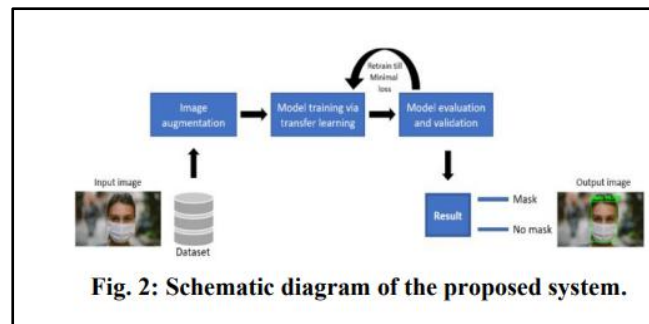 Retrain till
Minimal
loss
Image
augmentation
Model training via
transfer learning
Model evaluation
and validation
Input image
Dataset
Result
Mask
No mask
Output image
Fig. 2: Schematic diagram of the proposed system.